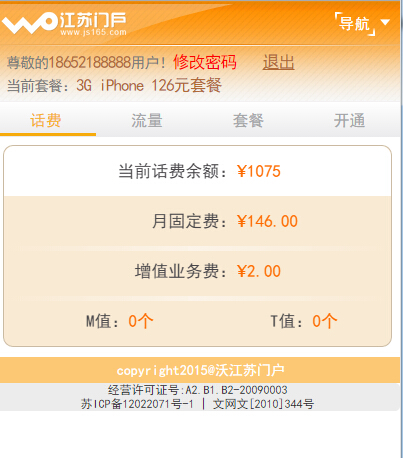 WO 江苏门户
www.js165.com
导航
尊敬的18652188888用户! 修改密码 退出
当前套餐: 3G iPhone 126元套餐
话费 流量 套餐 开通
当前话费余额: ¥1075
月固定费: ¥146.00
增值业务费: ¥2.00
M值: 0个 T值: 0个
copyright2015@沃江苏门户
经营许可证号:A2.B1.B2-20090003
苏ICP备12022071号-1 | 文网文[2010]344号